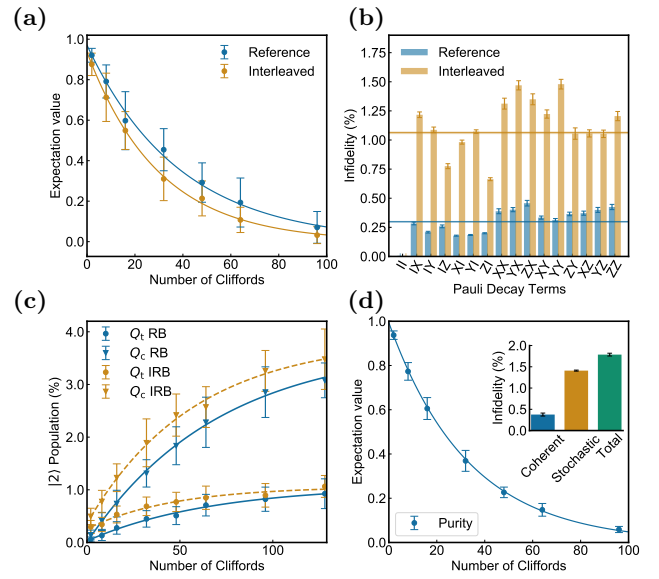 (a)
Expectation value
1.0
0.8
0.6
0.4
0.2
0.0
Reference
Interleaved
0 20 40 60 80 100
Number of Cliffords
(b)
Infidelity (%)
1.75
1.50
1.25
1.00
0.75
0.50
0.25
0.00
Reference
Interleaved
II IX IY IZ XI YI ZI XX YX ZX XY YY ZY XZ YZ ZZ
Pauli Decay Terms
(c)
|2⟩ Population (%)
4.0
3.0
2.0
1.0
0.0
Qt RB
Qc RB
Qt IRB
Qc IRB
0 50 100
Number of Cliffords
(d)
Expectation value
1.0
0.8
0.6
0.4
0.2
0.0
Purity
Infidelity (%)
2.0
1.5
1.0
0.5
0.0
Coherent
Stochastic
Total
0 20 40 60 80 100
Number of Cliffords